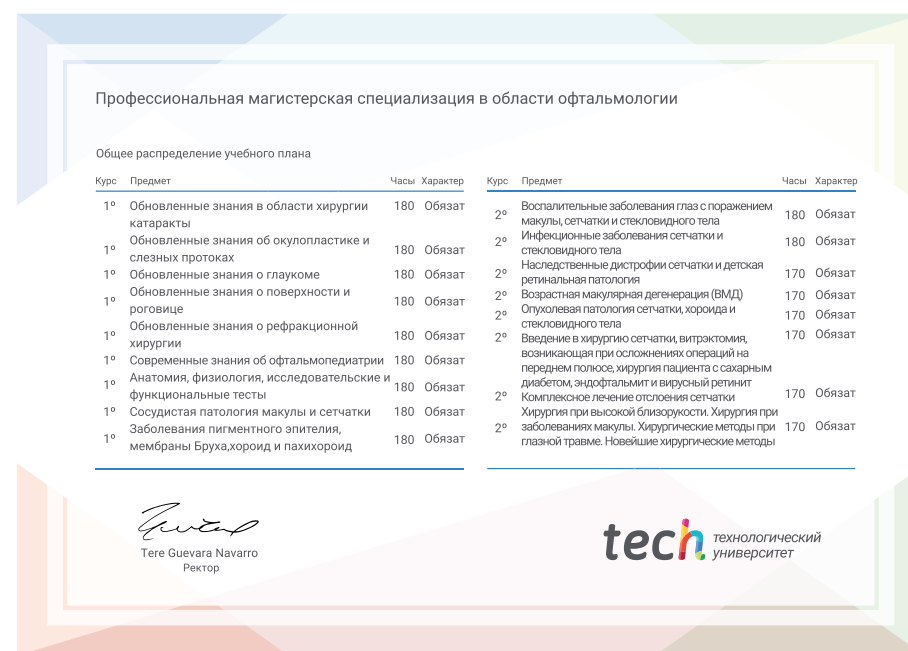 Профессиональная магистерская специализация в области офтальмологии
Общее распределение учебного плана
Курс Предмет Часы Характер
1º Обновленные знания в области хирургии 180 Обязат
катаракты
Обновленные знания об окулопластике и
1º слезных протоках 180 Обязат
1º Обновленные знания о глаукоме 180 Обязат
Обновленные знания о поверхности и
1º роговице 180 Обязат
Обновленные знания о рефракционной
1º хирургии 180 Обязат
1º Современные знания об офтальмопедиатрии 180 Обязат
Анатомия, физиология, исследовательские и
1º функциональные тесты 180 Обязат
1º Сосудистая патология макулы и сетчатки 180 Обязат
Заболевания пигментного эпителия,
1º мембраны Бруха,хороид и пахихороид 180 Обязат
Курс Предмет Часы Характер
Воспалительные заболевания глаз с поражением
2º макулы, сетчатки и стекловидного тела 180 Обязат
Инфекционные заболевания сетчатки и
2º стекловидного тела 180 Обязат
Наследственные дистрофии сетчатки и детская
2º ретинальная патология 170 Обязат
2º Возрастная макулярная дегенерация (ВМД) 170 Обязат
Опухолевая патология сетчатки, хороида и
2º стекловидного тела 170 Обязат
2º Введение в хирургию сетчатки, витрэктомия, 170 Обязат
возникающая при осложнениях операций на
переднем полюсе, хирургия пациента с сахарным
диабетом, эндофтальмит и вирусный ретинит
2º Комплексное лечение отслоения сетчатки 170 Обязат
Хирургия при высокой близорукости. Хирургия при
2º заболеваниях макулы. Хирургические методы при 170 Обязат
глазной травме. Новейшие хирургические методы
Tere Guevara Navarro
Ректор
tech технологический
университет